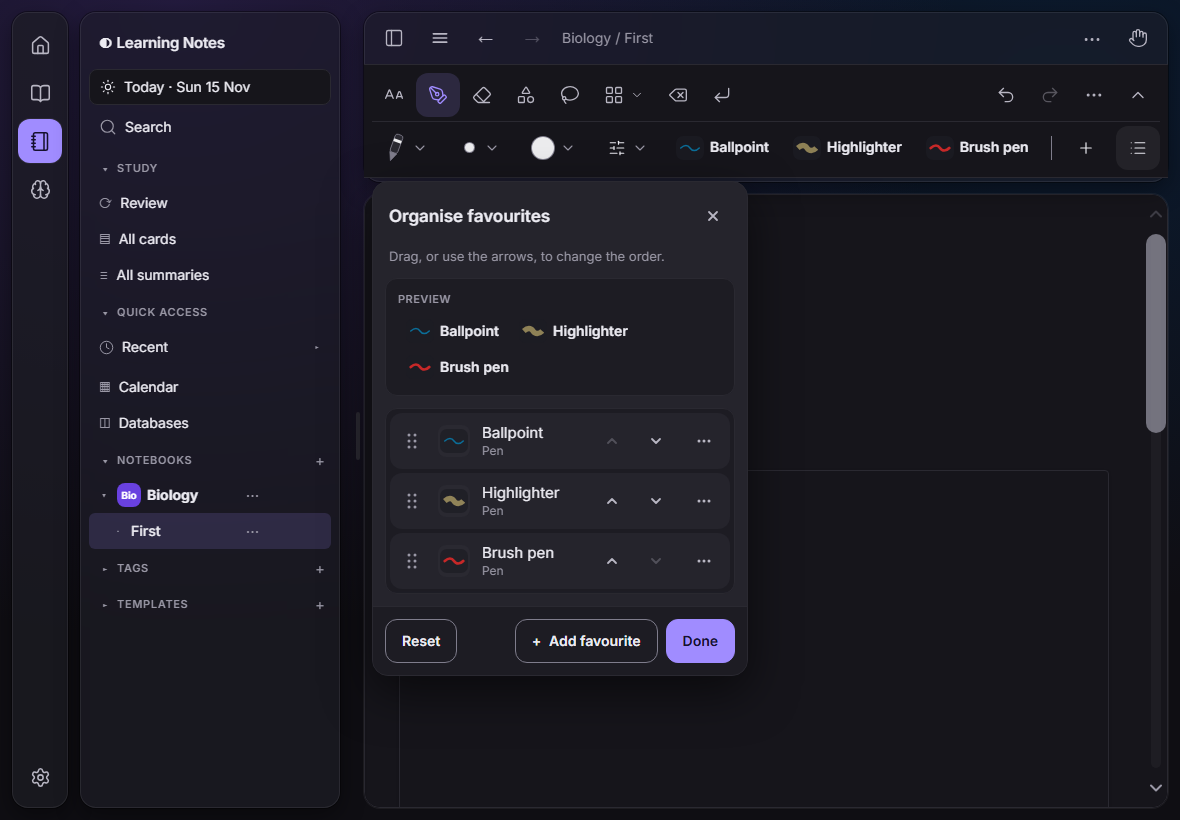 Learning Notes
Today · Sun 15 Nov
Search
STUDY
Review
All cards
All summaries
QUICK ACCESS
Recent
Calendar
Databases
NOTEBOOKS
Bio Biology
First
TAGS
TEMPLATES
Biology / First
AA
Ballpoint Highlighter Brush pen
Organise favourites
Drag, or use the arrows, to change the order.
PREVIEW
Ballpoint Highlighter
Brush pen
Ballpoint
Pen
Highlighter
Pen
Brush pen
Pen
Reset + Add favourite Done